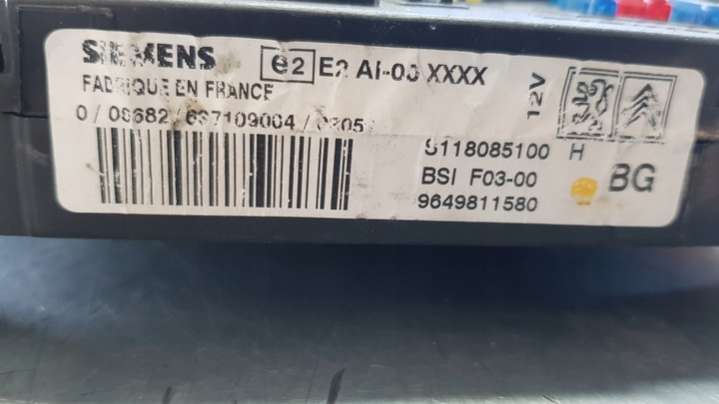 SIEMENS e2 E2 AI-00 XXXX
FABRIQUE EN FRANCE
12V
S118085100 H
BSI F03-00
BG
9649811580